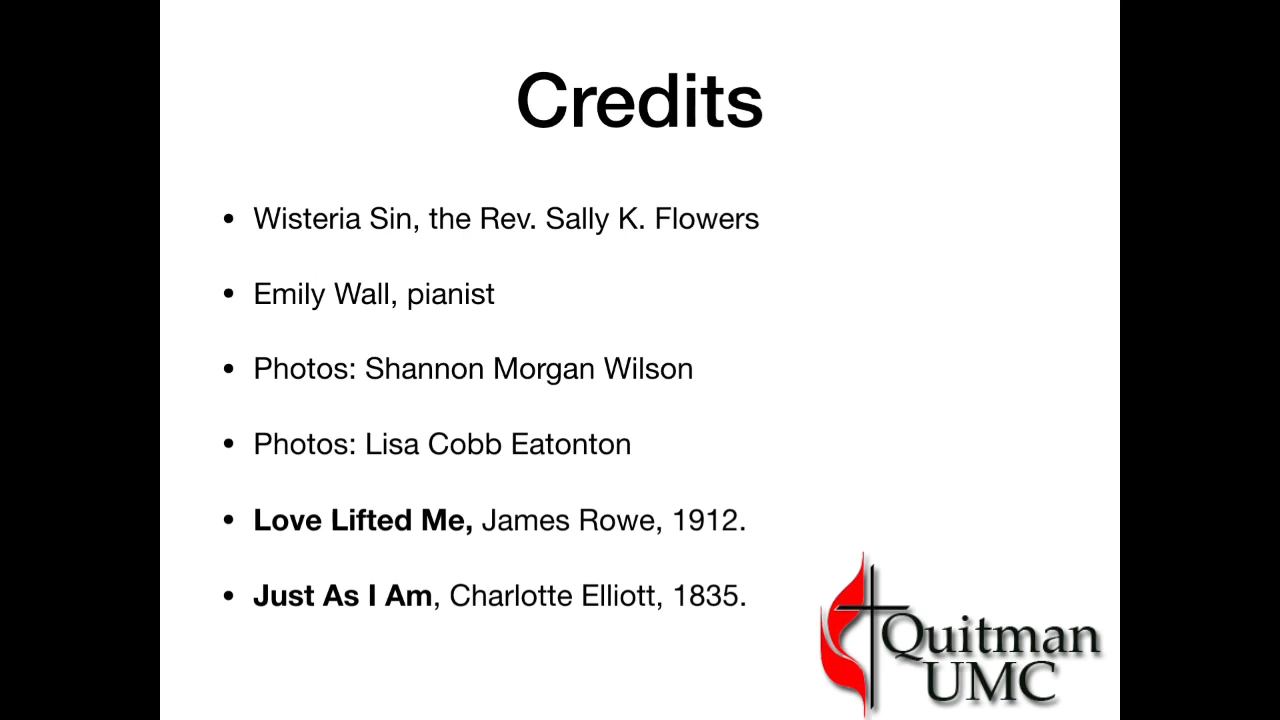 Credits
• Wisteria Sin, the Rev. Sally K. Flowers
• Emily Wall, pianist
• Photos: Shannon Morgan Wilson
• Photos: Lisa Cobb Eatonton
• Love Lifted Me, James Rowe, 1912.
• Just As I Am, Charlotte Elliott, 1835.
Quitman
UMC